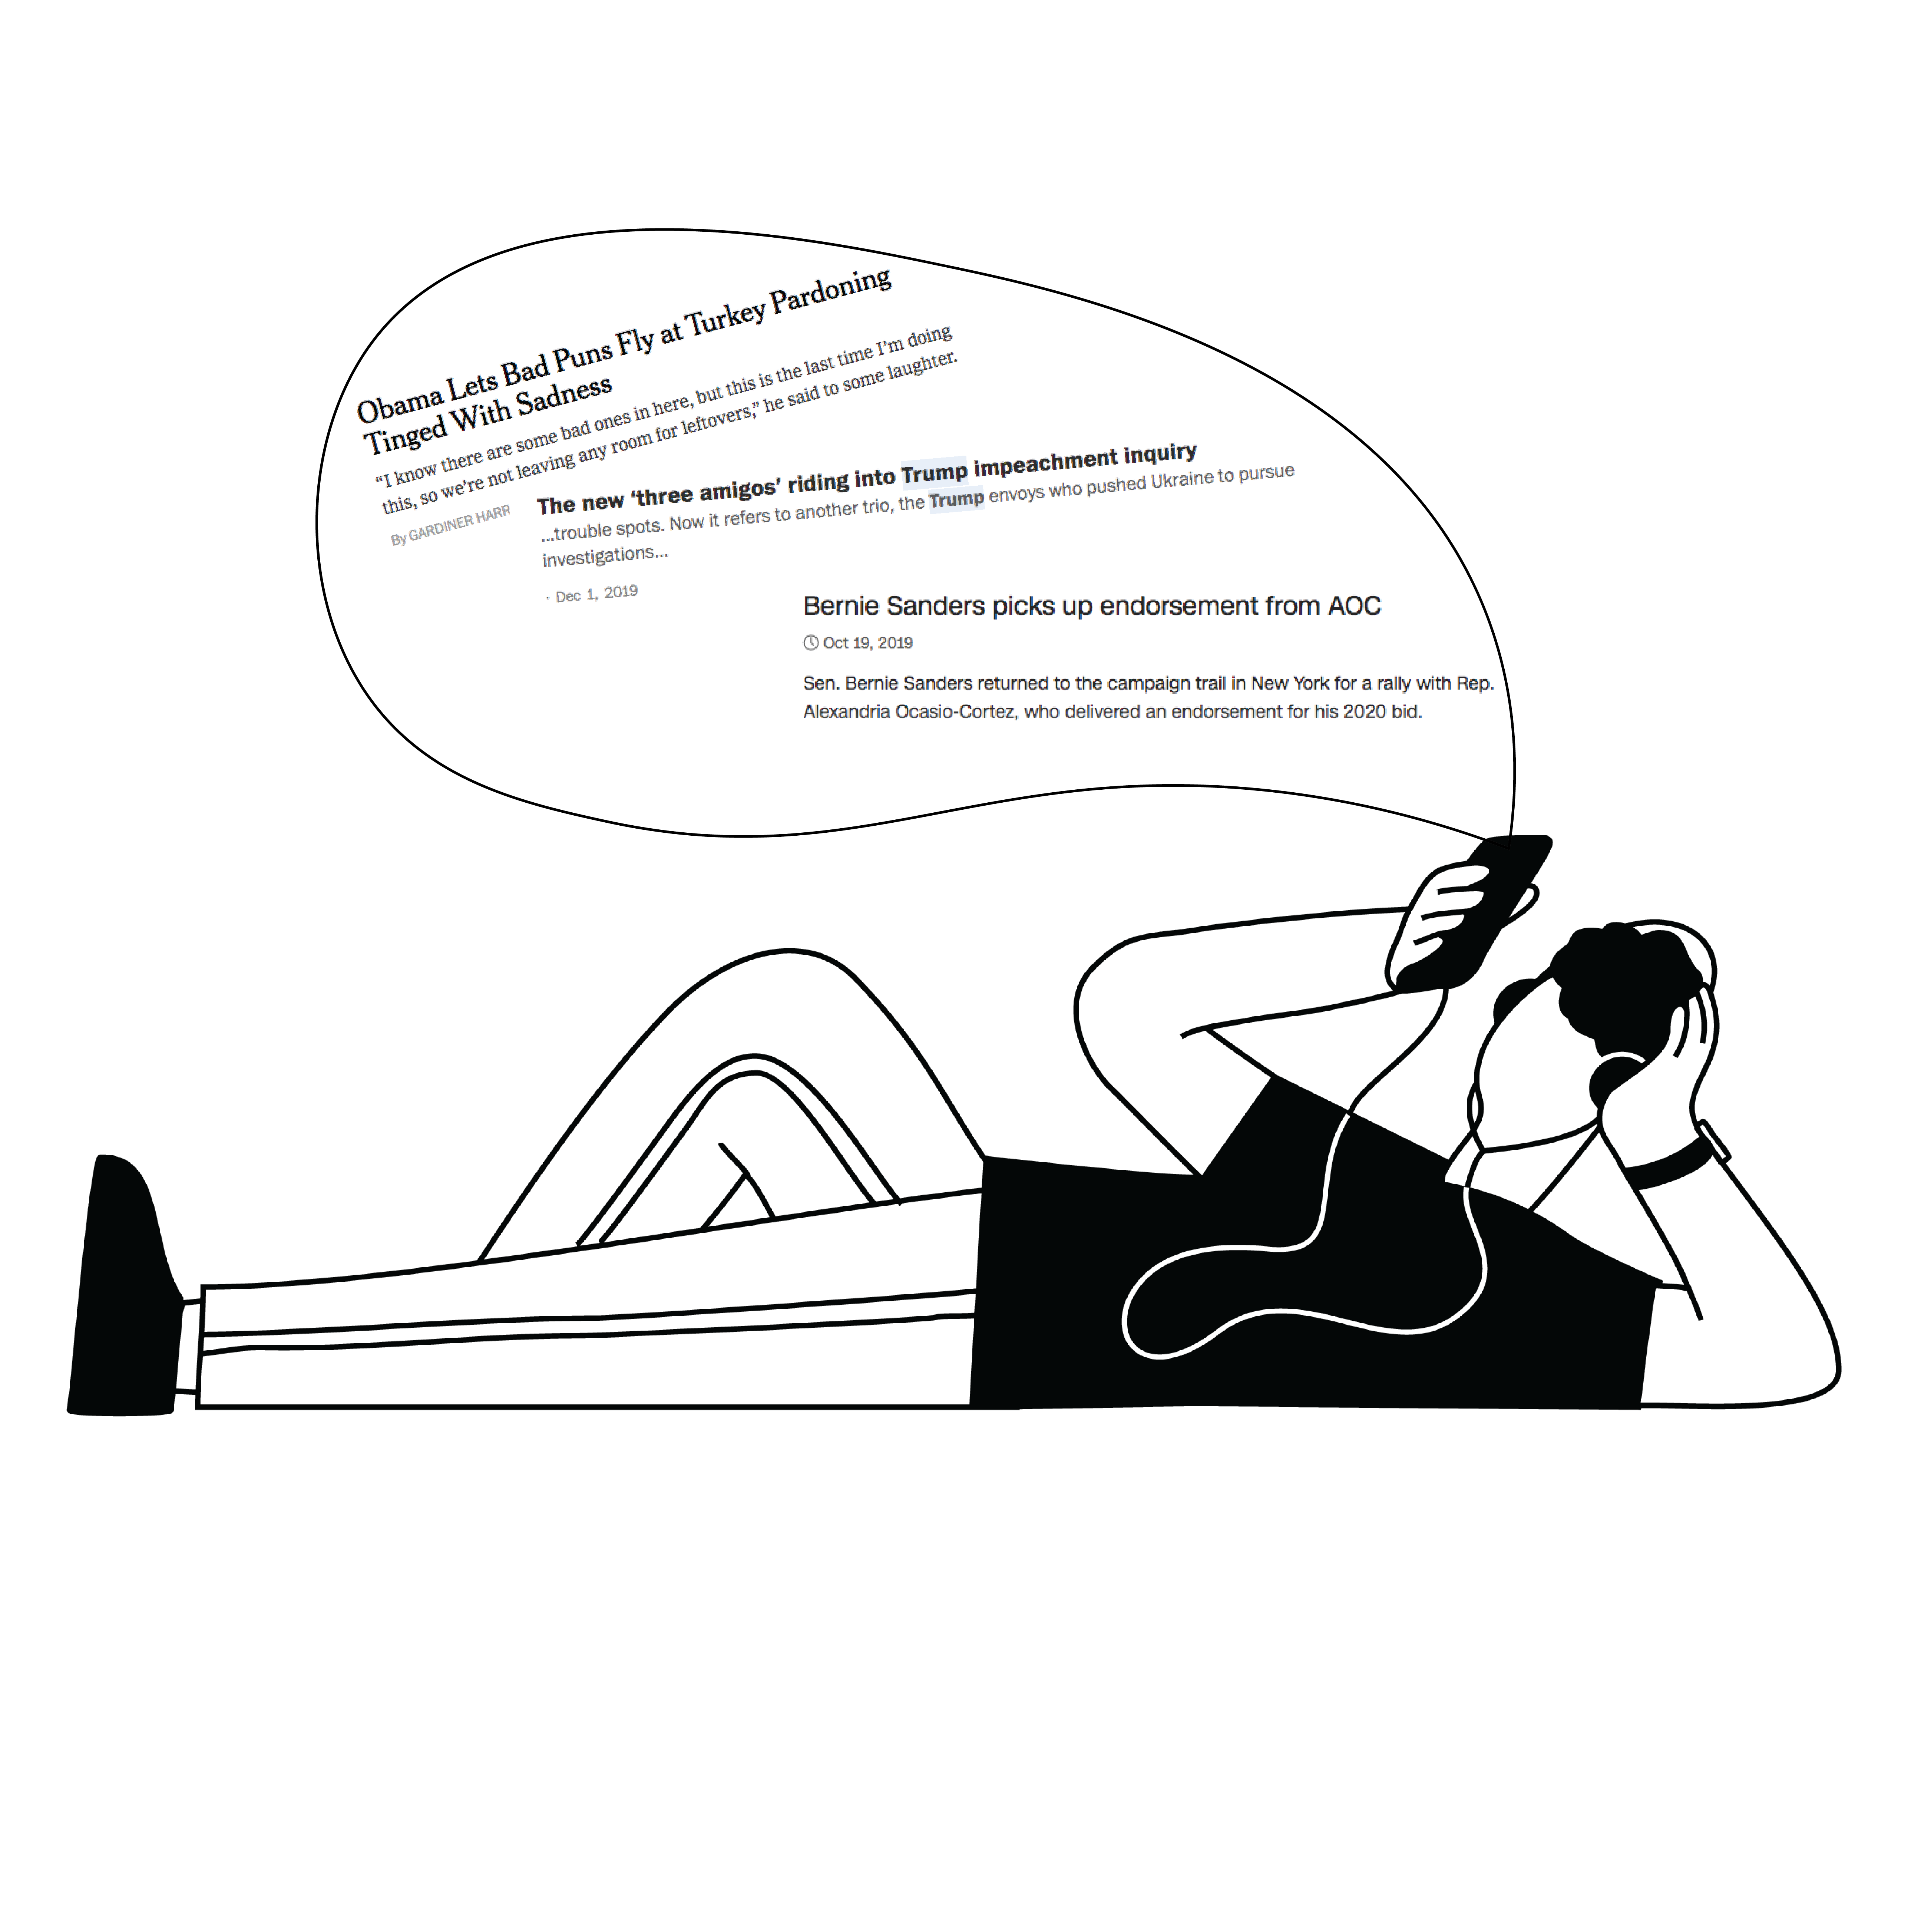 Obama Lets Bad Puns Fly at Turkey Pardoning
Tinged With Sadness
“I know there are some bad ones in here, but this is the last time I’m doing
this, so we’re not leaving any room for leftovers,” he said to some laughter.
By GARDINER HARR
The new ‘three amigos’ riding into Trump impeachment inquiry
...trouble spots. Now it refers to another trio, the Trump envoys who pushed Ukraine to pursue
investigations...
· Dec 1, 2019
Bernie Sanders picks up endorsement from AOC
Oct 19, 2019
Sen. Bernie Sanders returned to the campaign trail in New York for a rally with Rep.
Alexandria Ocasio-Cortez, who delivered an endorsement for his 2020 bid.